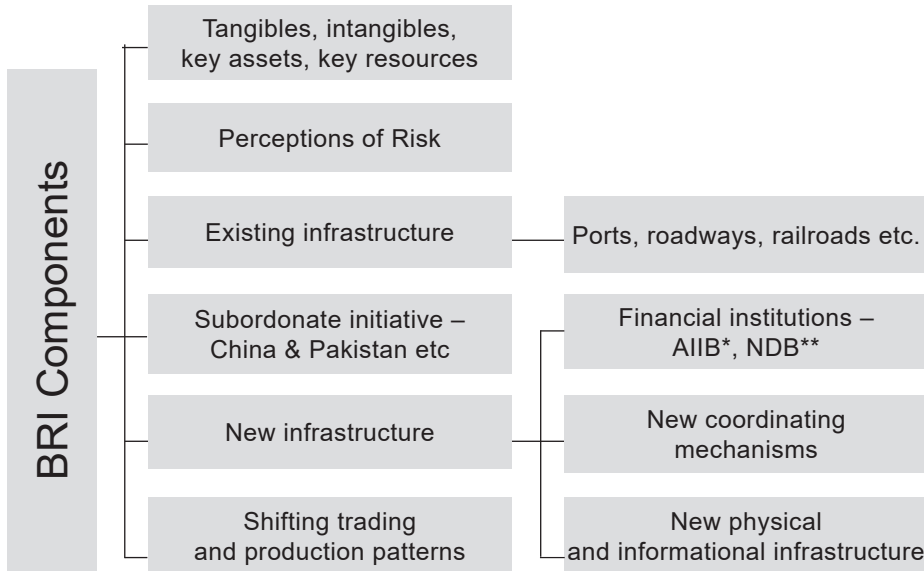 BRI Components
Tangibles, intangibles,
key assets, key resources
Perceptions of Risk
Existing infrastructure
Ports, roadways, railroads etc.
Subordonate initiative –
China & Pakistan etc
New infrastructure
Financial institutions –
AIIB*, NDB**
New coordinating
mechanisms
New physical
and informational infrastructure
Shifting trading
and production patterns